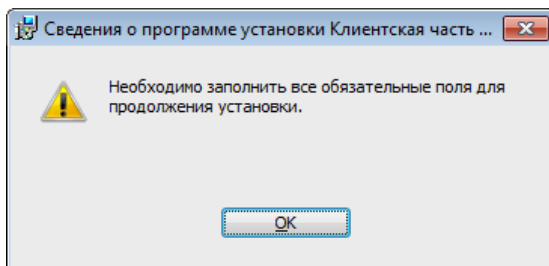 Сведения о программе установки Клиентская часть ...
Необходимо заполнить все обязательные поля для
продолжения установки.
OK